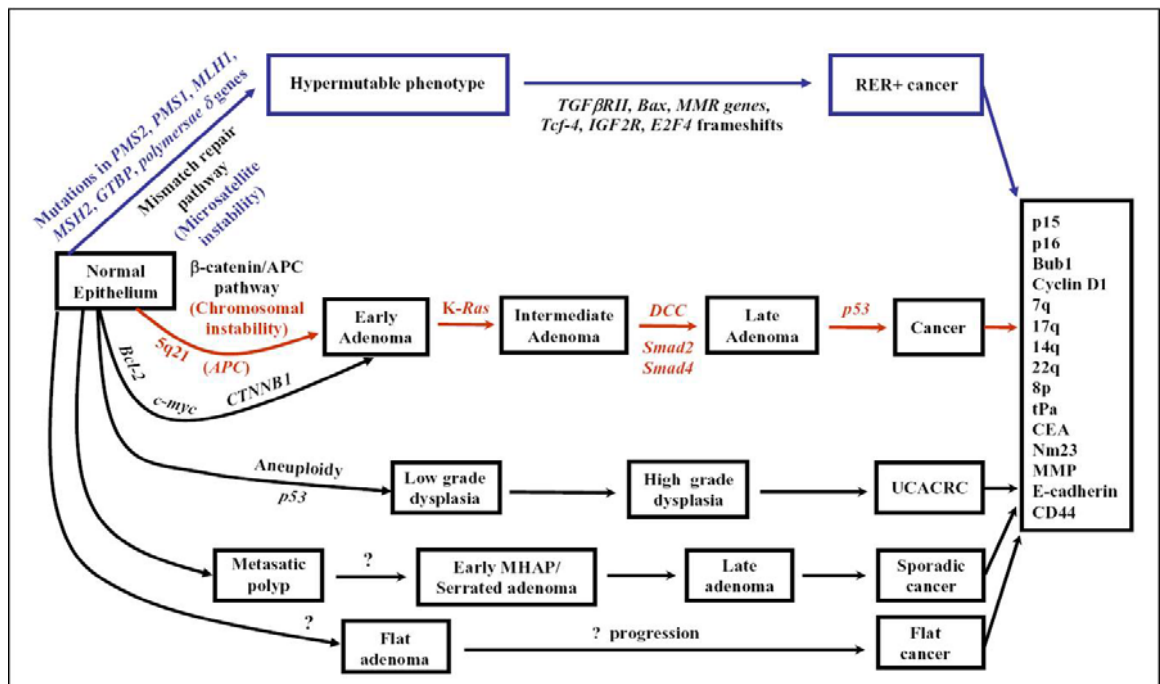 Mutations in PMS2, PMS1, MLH1,
MSH2, GTBP, polymersae δ genes
Mismatch repair
pathway
(Microsatellite
instability)
Hypermutable phenotype
TGFβRII, Bax, MMR genes,
Tcf-4, IGF2R, E2F4 frameshifts
RER+ cancer
Normal
Epithelium
β-catenin/APC
pathway
(Chromosomal
instability)
5q21
(APC)
Bcl-2
c-myc
CTNNB1
Early
Adenoma
K-Ras
Intermediate
Adenoma
DCC
Smad2
Smad4
Late
Adenoma
p53
Cancer
Aneuploidy
p53
Low grade
dysplasia
High grade
dysplasia
UCACRC
Metasatic
polyp
?
Early MHAP/
Serrated adenoma
Late
adenoma
Sporadic
cancer
?
Flat
adenoma
? progression
Flat
cancer
p15
p16
Bub1
Cyclin D1
7q
17q
14q
22q
8p
tPa
CEA
Nm23
MMP
E-cadherin
CD44